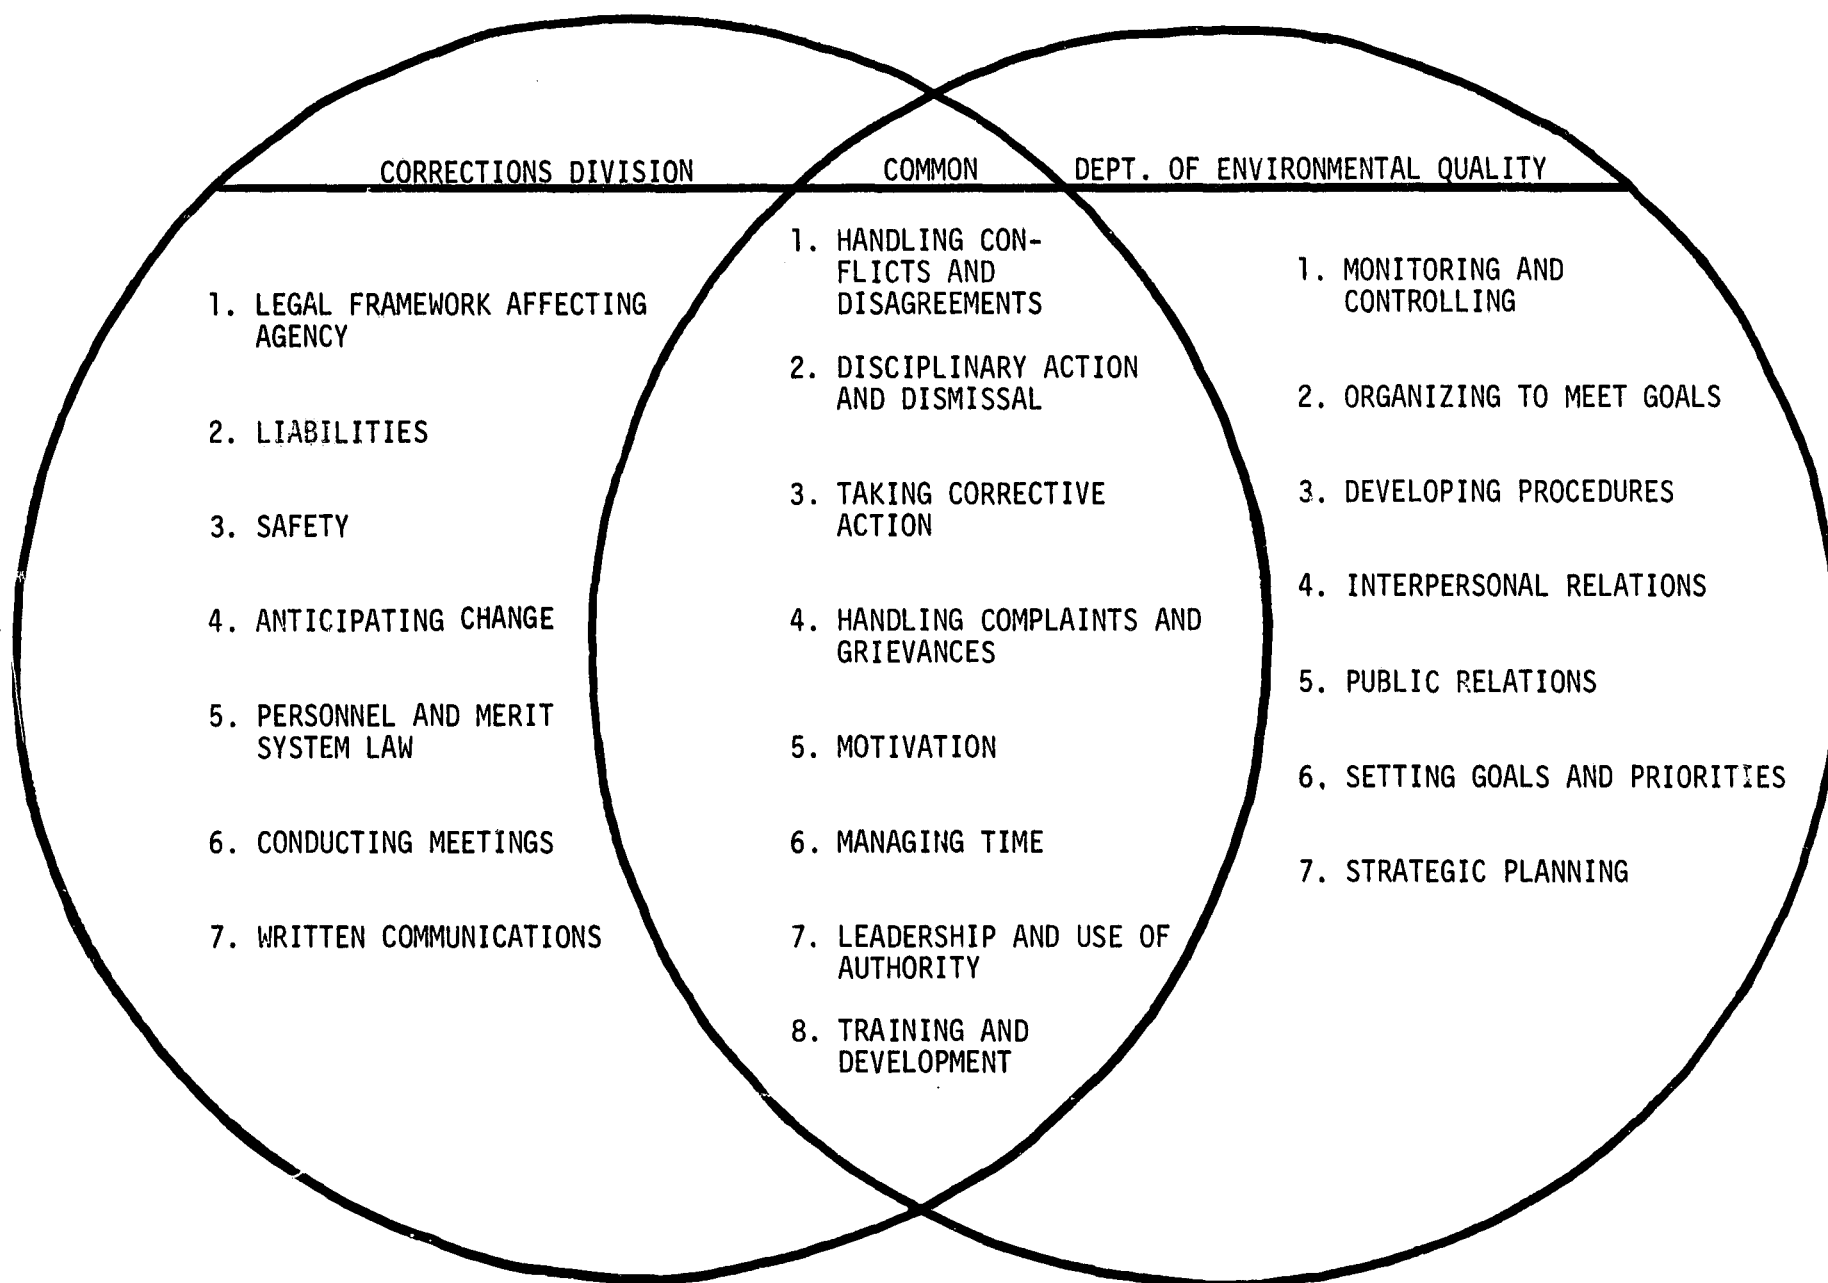 CORRECTIONS DIVISION
1. LEGAL FRAMEWORK AFFECTING
AGENCY
2. LIABILITIES
3. SAFETY
4. ANTICIPATING CHANGE
5. PERSONNEL AND MERIT
SYSTEM LAW
6. CONDUCTING MEETINGS
7. WRITTEN COMMUNICATIONS
COMMON
1. HANDLING CON-
FLICTS AND
DISAGREEMENTS
2. DISCIPLINARY ACTION
AND DISMISSAL
3. TAKING CORRECTIVE
ACTION
4. HANDLING COMPLAINTS AND
GRIEVANCES
5. MOTIVATION
6. MANAGING TIME
7. LEADERSHIP AND USE OF
AUTHORITY
8. TRAINING AND
DEVELOPMENT
DEPT. OF ENVIRONMENTAL QUALITY
1. MONITORING AND
CONTROLLING
2. ORGANIZING TO MEET GOALS
3. DEVELOPING PROCEDURES
4. INTERPERSONAL RELATIONS
5. PUBLIC RELATIONS
6. SETTING GOALS AND PRIORITIES
7. STRATEGIC PLANNING